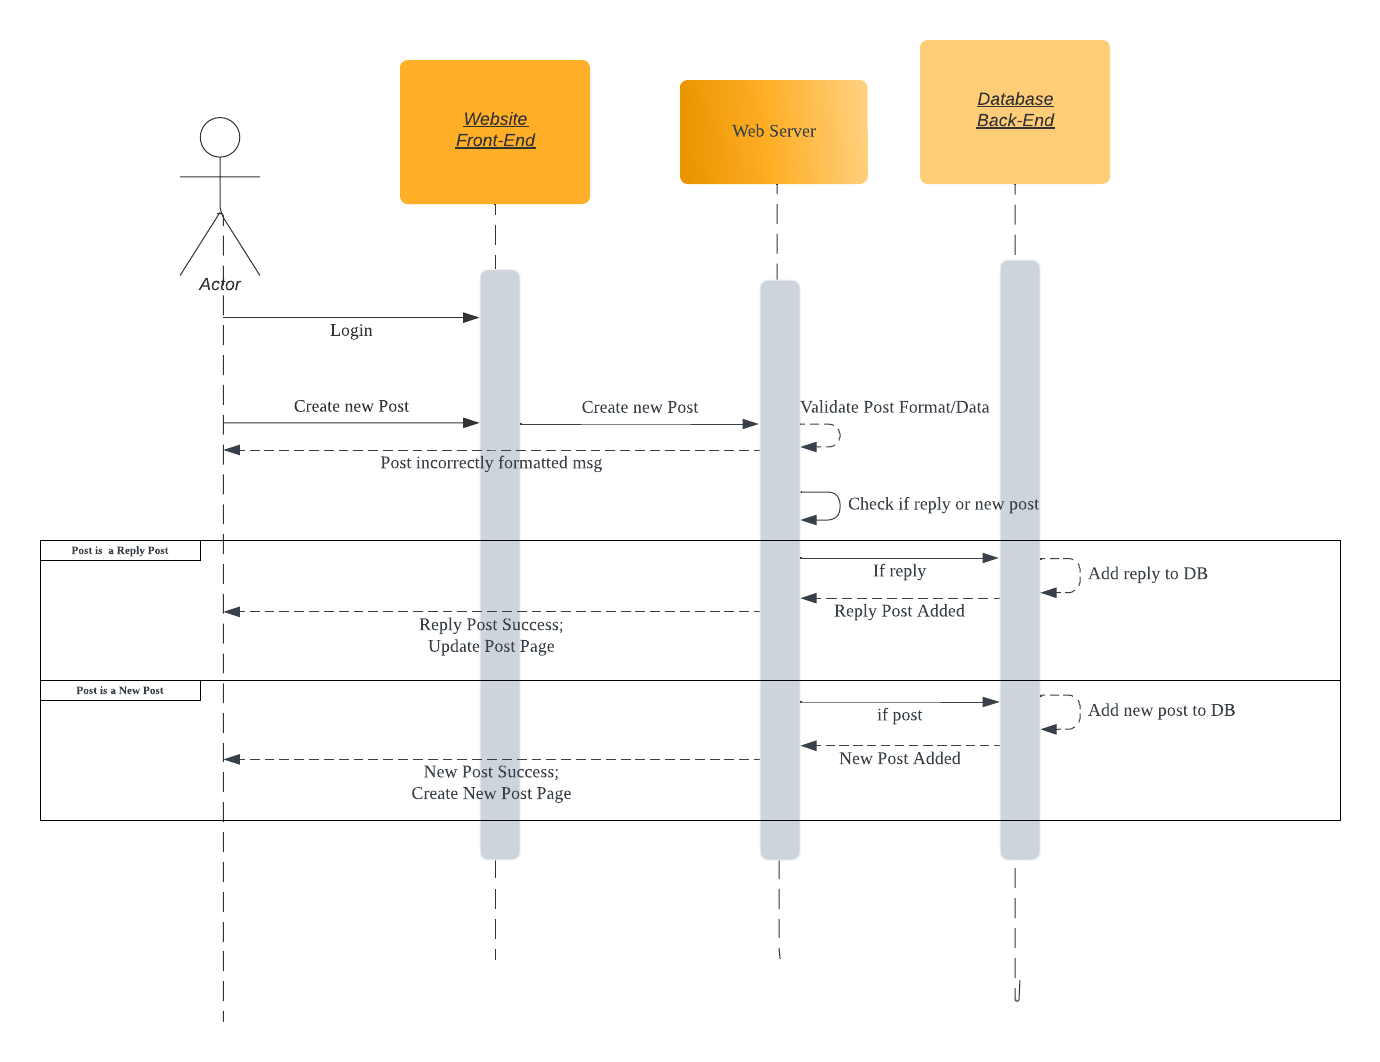 Website
Front-End
Web Server
Database
Back-End
Actor
Login
Create new Post
Create new Post
Validate Post Format/Data
Post incorrectly formatted msg
Check if reply or new post
Post is a Reply Post
If reply
Add reply to DB
Reply Post Added
Reply Post Success;
Update Post Page
Post is a New Post
if post
Add new post to DB
New Post Added
New Post Success;
Create New Post Page